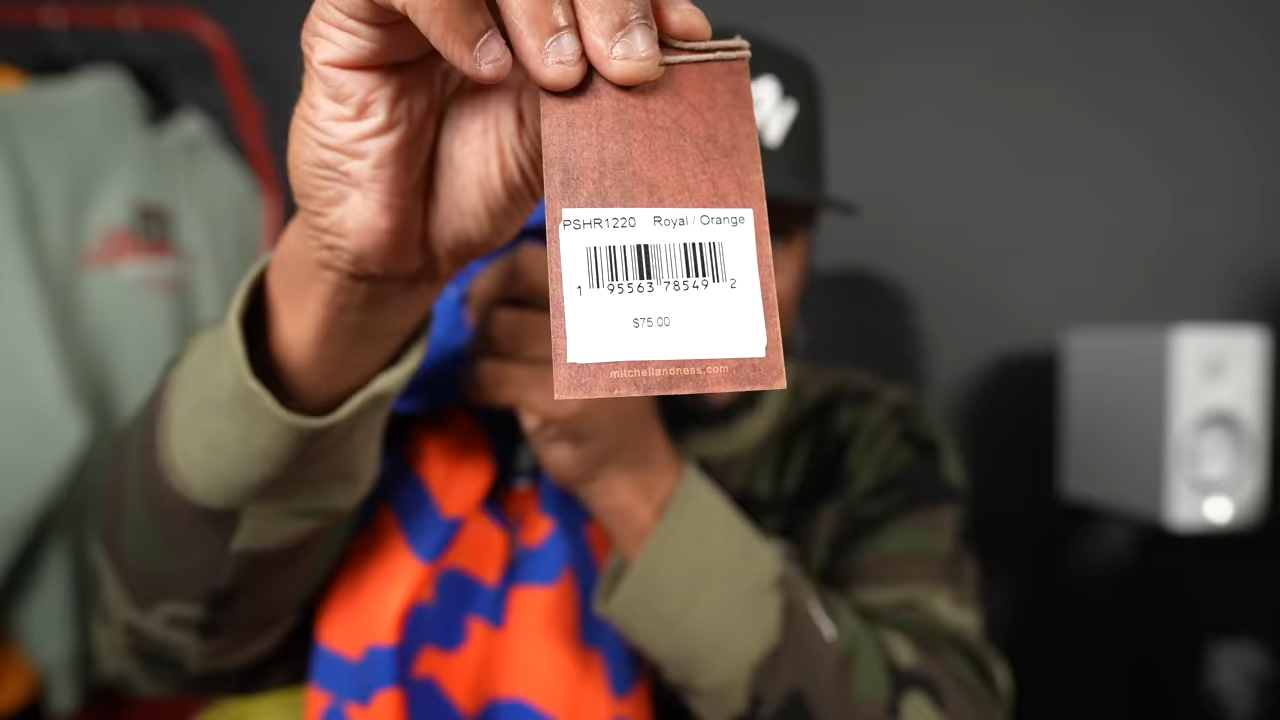 PSHR1220 Royal / Orange
1 95563 78549 2
$75.00
mitchellandness.com